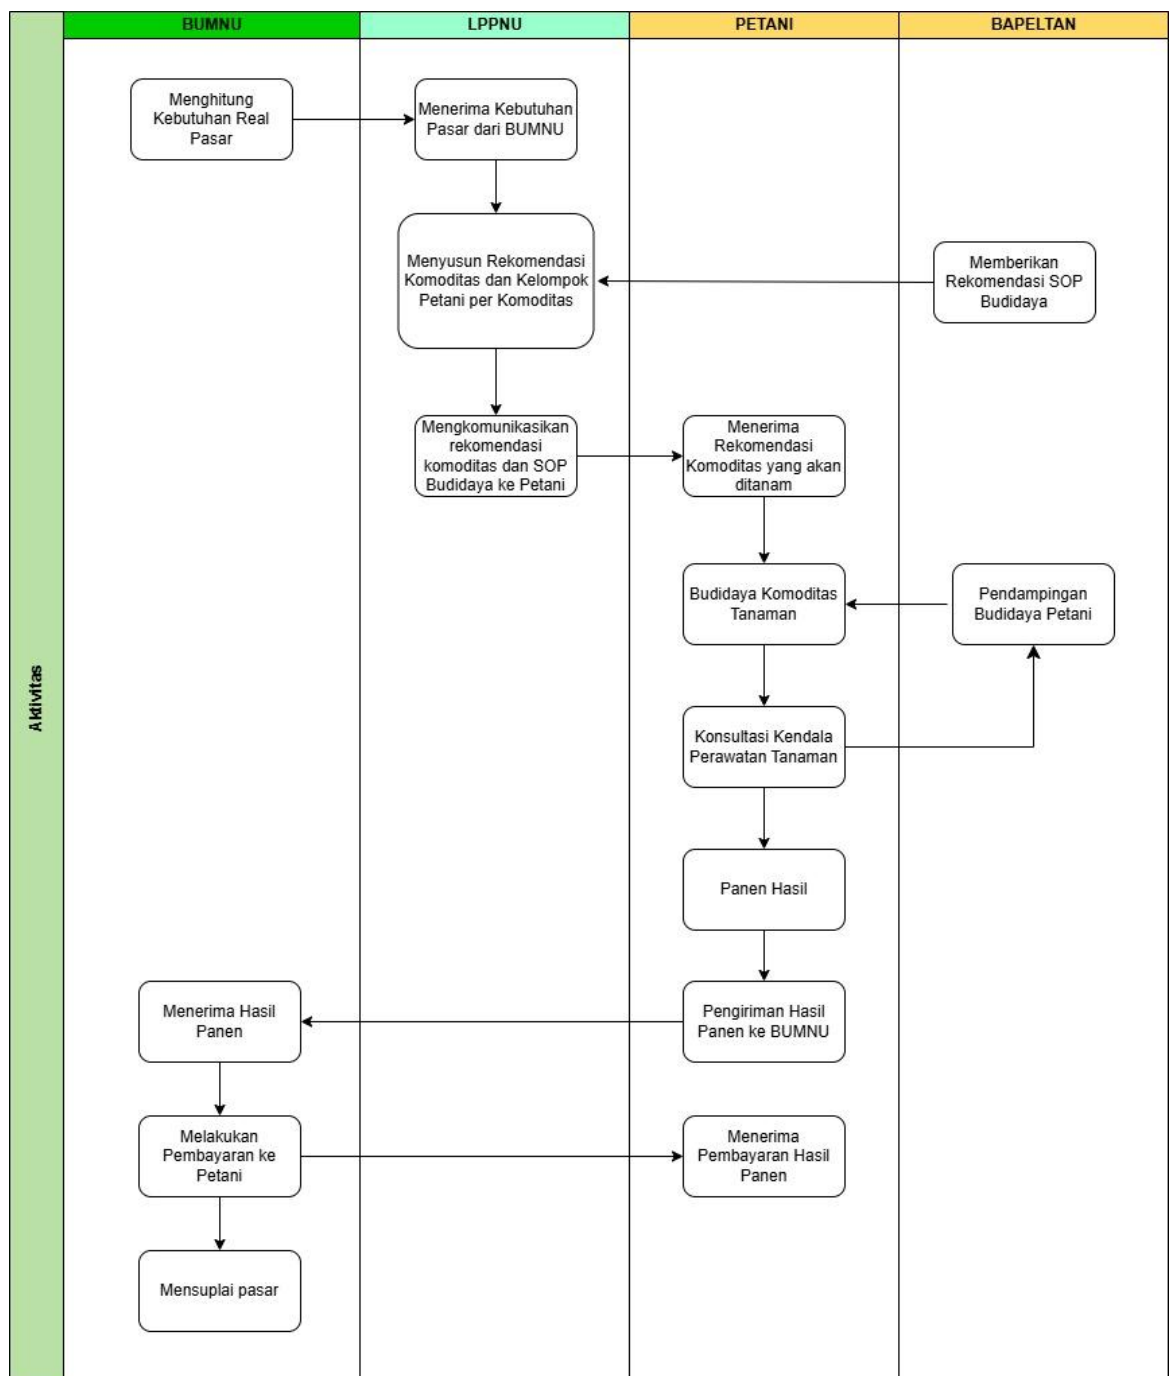 BUMNU
LPPNU
PETANI
BAPELTAN
Aktivitas
Menghitung
Kebutuhan Real
Pasar
Menerima Kebutuhan
Pasar dari BUMNU
Menyusun Rekomendasi
Komoditas dan Kelompok
Petani per Komoditas
Memberikan
Rekomendasi SOP
Budidaya
Mengkomunikasikan
rekomendasi
komoditas dan SOP
Budidaya ke Petani
Menerima
Rekomendasi
Komoditas yang akan
ditanam
Budidaya Komoditas
Tanaman
Pendampingan
Budidaya Petani
Konsultasi Kendala
Perawatan Tanaman
Panen Hasil
Pengiriman Hasil
Panen ke BUMNU
Menerima Hasil
Panen
Melakukan
Pembayaran ke
Petani
Menerima
Pembayaran Hasil
Panen
Mensuplai pasar